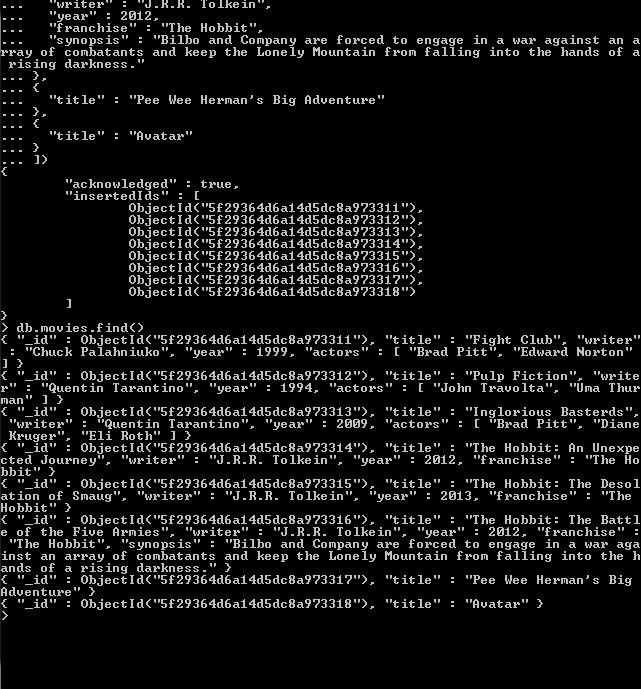 ...     "writer" : "J.R.R. Tolkein",
...     "year" : 2012,
...     "franchise" : "The Hobbit",
...     "synopsis" : "Bilbo and Company are forced to engage in a war against an a
rray of combatants and keep the Lonely Mountain from falling into the hands of a
 rising darkness."
... },
... {
...     "title" : "Pee Wee Herman's Big Adventure"
... },
... {
...     "title" : "Avatar"
... }
... ])
{
        "acknowledged" : true,
        "insertedIds" : [
                ObjectId("5f29364d6a14d5dc8a973311"),
                ObjectId("5f29364d6a14d5dc8a973312"),
                ObjectId("5f29364d6a14d5dc8a973313"),
                ObjectId("5f29364d6a14d5dc8a973314"),
                ObjectId("5f29364d6a14d5dc8a973315"),
                ObjectId("5f29364d6a14d5dc8a973316"),
                ObjectId("5f29364d6a14d5dc8a973317"),
                ObjectId("5f29364d6a14d5dc8a973318")
        ]
}
> db.movies.find()
{ "_id" : ObjectId("5f29364d6a14d5dc8a973311"), "title" : "Fight Club", "writer"
 : "Chuck Palahniuko", "year" : 1999, "actors" : [ "Brad Pitt", "Edward Norton"
] }
{ "_id" : ObjectId("5f29364d6a14d5dc8a973312"), "title" : "Pulp Fiction", "write
r" : "Quentin Tarantino", "year" : 1994, "actors" : [ "John Travolta", "Uma Thur
man" ] }
{ "_id" : ObjectId("5f29364d6a14d5dc8a973313"), "title" : "Inglorious Basterds",
 "writer" : "Quentin Tarantino", "year" : 2009, "actors" : [ "Brad Pitt", "Diane
 Kruger", "Eli Roth" ] }
{ "_id" : ObjectId("5f29364d6a14d5dc8a973314"), "title" : "The Hobbit: An Unexpe
cted Journey", "writer" : "J.R.R. Tolkein", "year" : 2012, "franchise" : "The Ho
bbit" }
{ "_id" : ObjectId("5f29364d6a14d5dc8a973315"), "title" : "The Hobbit: The Desol
ation of Smaug", "writer" : "J.R.R. Tolkein", "year" : 2013, "franchise" : "The
Hobbit" }
{ "_id" : ObjectId("5f29364d6a14d5dc8a973316"), "title" : "The Hobbit: The Battl
e of the Five Armies", "writer" : "J.R.R. Tolkein", "year" : 2012, "franchise" :
 "The Hobbit", "synopsis" : "Bilbo and Company are forced to engage in a war aga
inst an array of combatants and keep the Lonely Mountain from falling into the h
ands of a rising darkness." }
{ "_id" : ObjectId("5f29364d6a14d5dc8a973317"), "title" : "Pee Wee Herman's Big
Adventure" }
{ "_id" : ObjectId("5f29364d6a14d5dc8a973318"), "title" : "Avatar" }
>